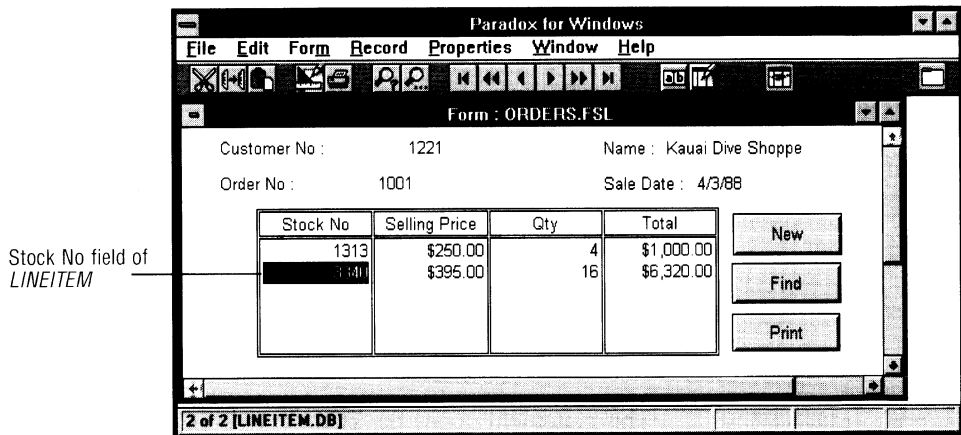 Paradox for Windows
File Edit Form Record Properties Window Help
Form : ORDERS.FSL
Customer No : 1221 Name : Kauai Dive Shoppe
Order No : 1001 Sale Date : 4/3/88
Stock No Selling Price Qty Total
1313 $250.00 4 $1,000.00
$395.00 16 $6,320.00
New
Find
Print
Stock No field of
LINEITEM
2 of 2 [LINEITEM.DB]